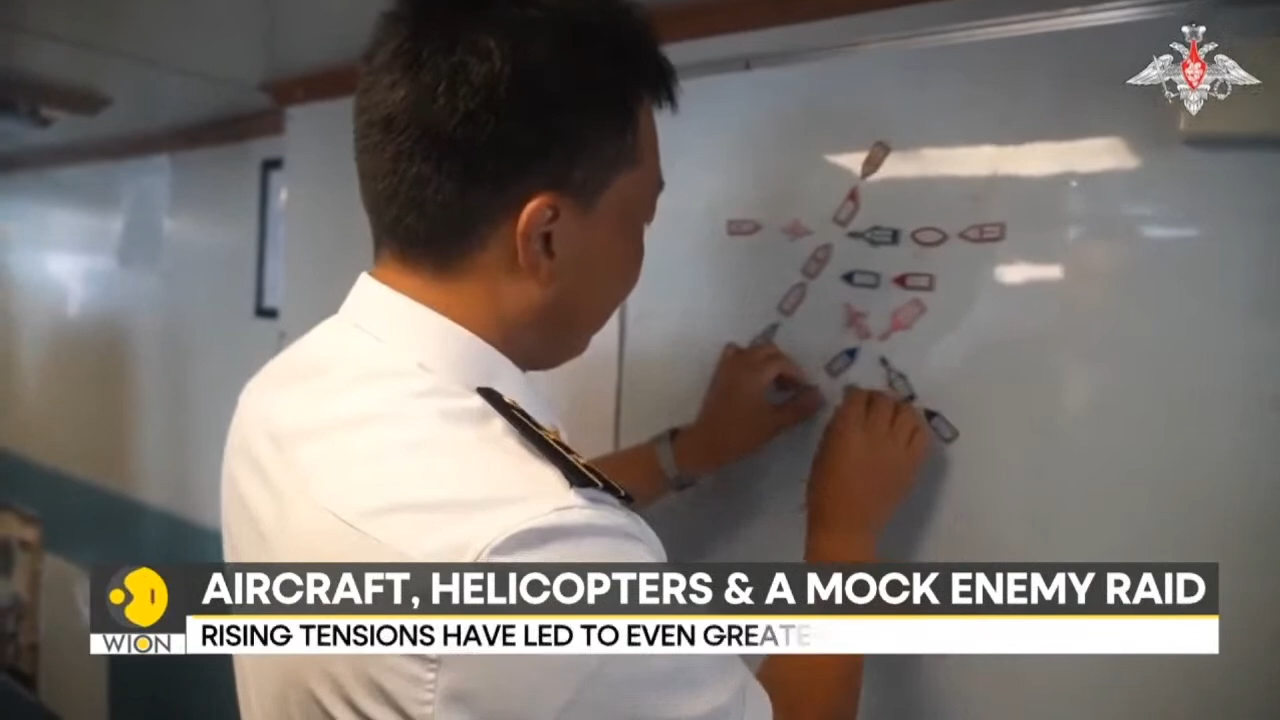 AIRCRAFT, HELICOPTERS & A MOCK ENEMY RAID
WION
RISING TENSIONS HAVE LED TO EVEN GREATE